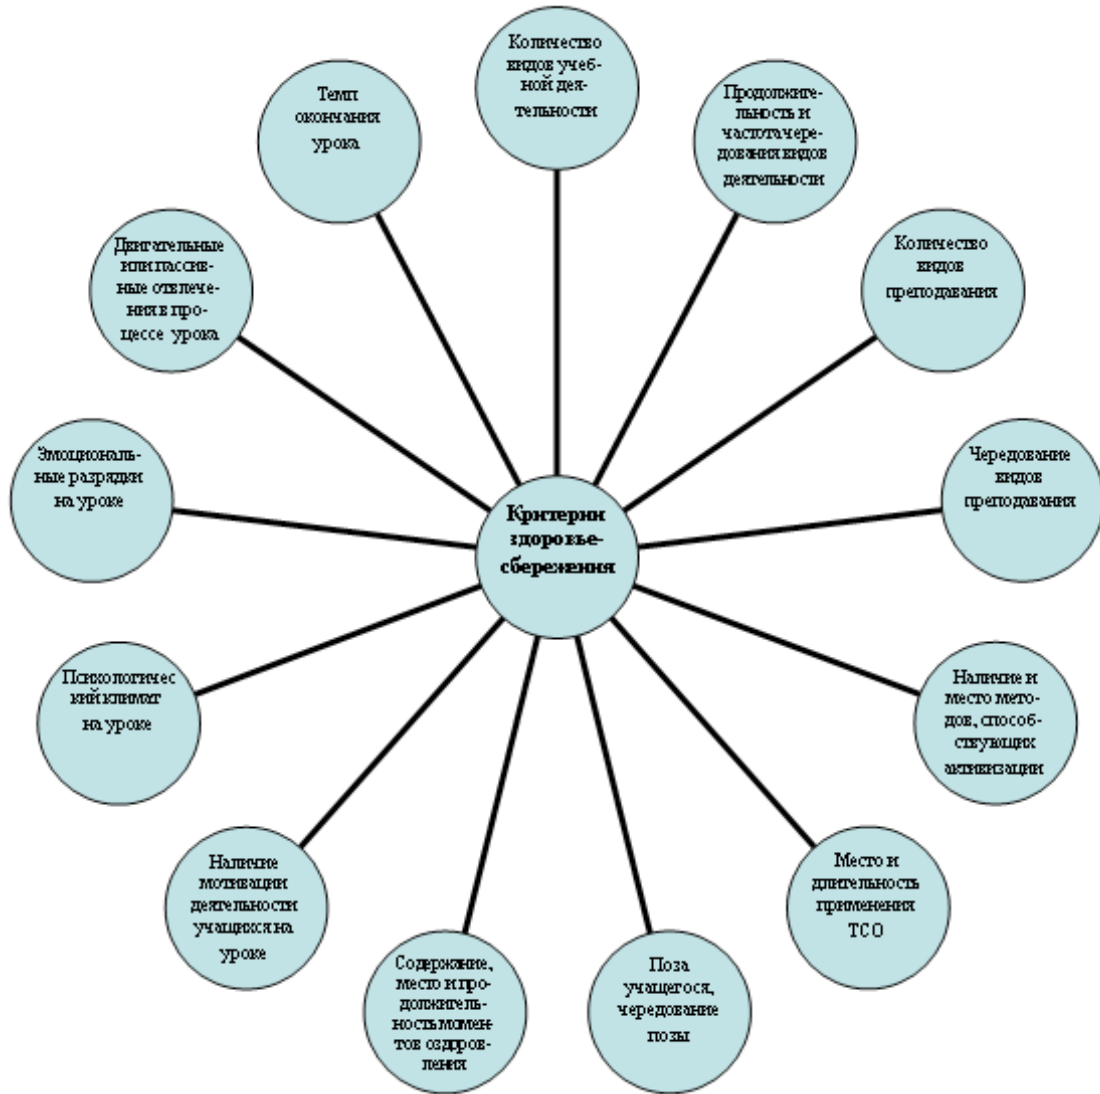 Количество
видов учеб-
ной дея-
тельности
Продолжите-
льность и
частота чере-
дования видов
деятельности
Количество
видов
преподавания
Чередование
видов
преподавания
Наличие и
место мето-
дов, способ-
ствующих
активизации
Место и
длительность
применения
ТСО
Поза
учащегося,
чередование
позы
Содержание,
место и про-
должитель-
ность момен-
тов оздоров-
ления
Наличие
мотивации
деятельности
учащихся на
уроке
Психологичес
кий климат
на уроке
Эмоциональ-
ные разрядки
на уроке
Двигательные
или пассив-
ные отвлече-
ния в про-
цессе урока
Темп
окончания
урока
Критерии
здоровье-
сбережения